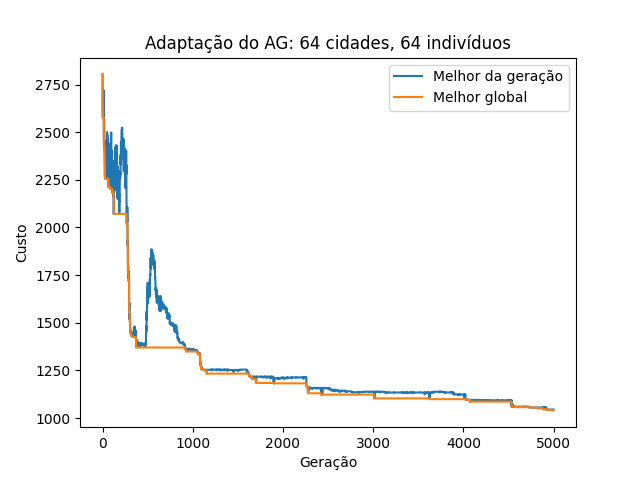 Adaptação do AG: 64 cidades, 64 indivíduos
Melhor da geração
Melhor global
2750
2500
2250
2000
1750
1500
1250
1000
Custo
0
1000
2000
3000
4000
5000
Geração